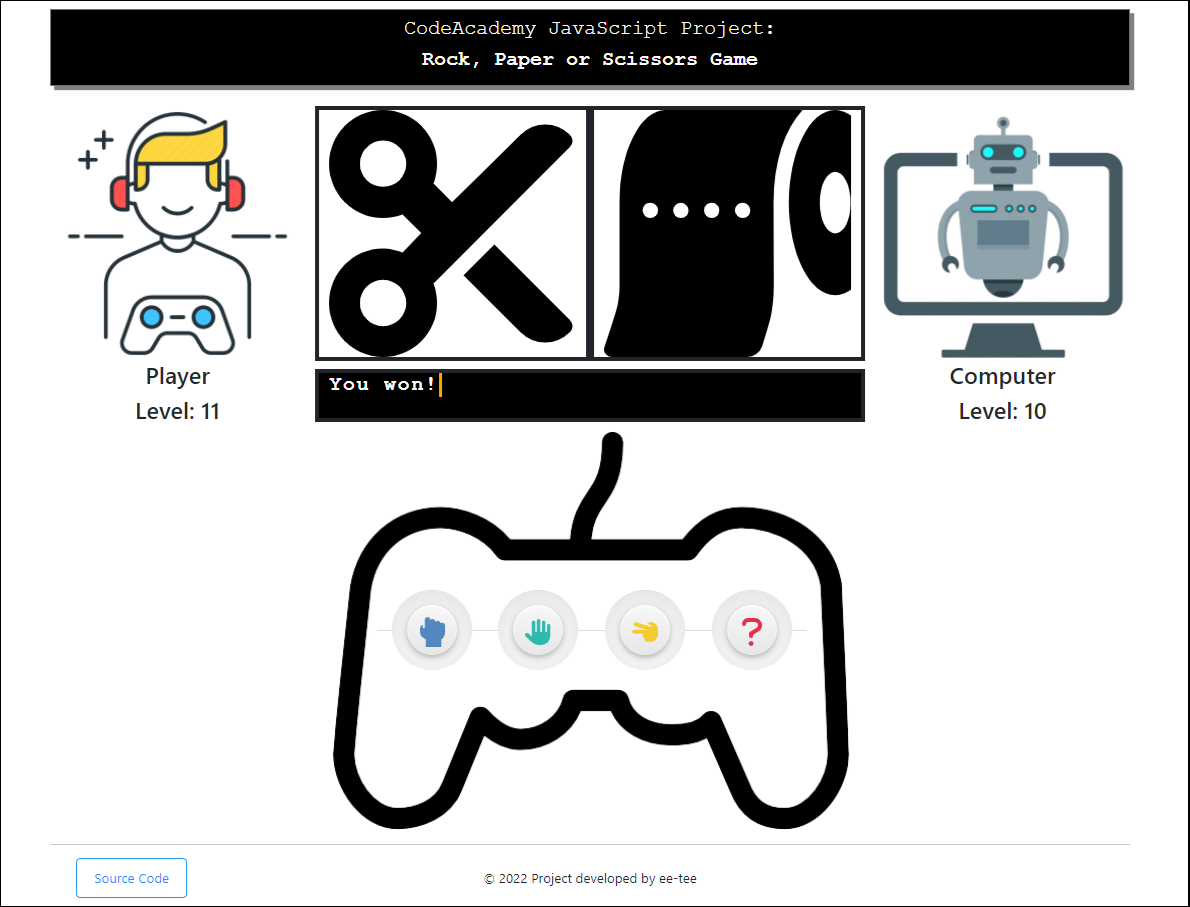 CodeAcademy JavaScript Project:
Rock, Paper or Scissors Game
You won!
Player
Level: 11
Computer
Level: 10
?
Source Code
© 2022 Project developed by ee-tee